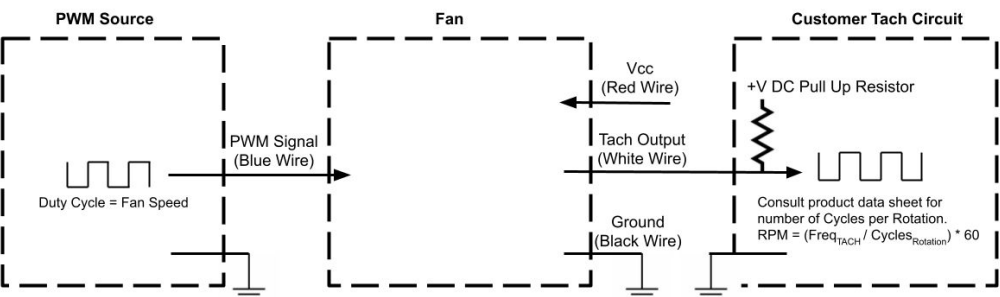 PWM Source
Fan
Customer Tach Circuit
Vcc
(Red Wire)
+V DC Pull Up Resistor
PWM Signal
(Blue Wire)
Tach Output
(White Wire)
Duty Cycle = Fan Speed
Consult product data sheet for
number of Cycles per Rotation.
RPM = (FreqTACH / CyclesRotation) * 60
Ground
(Black Wire)